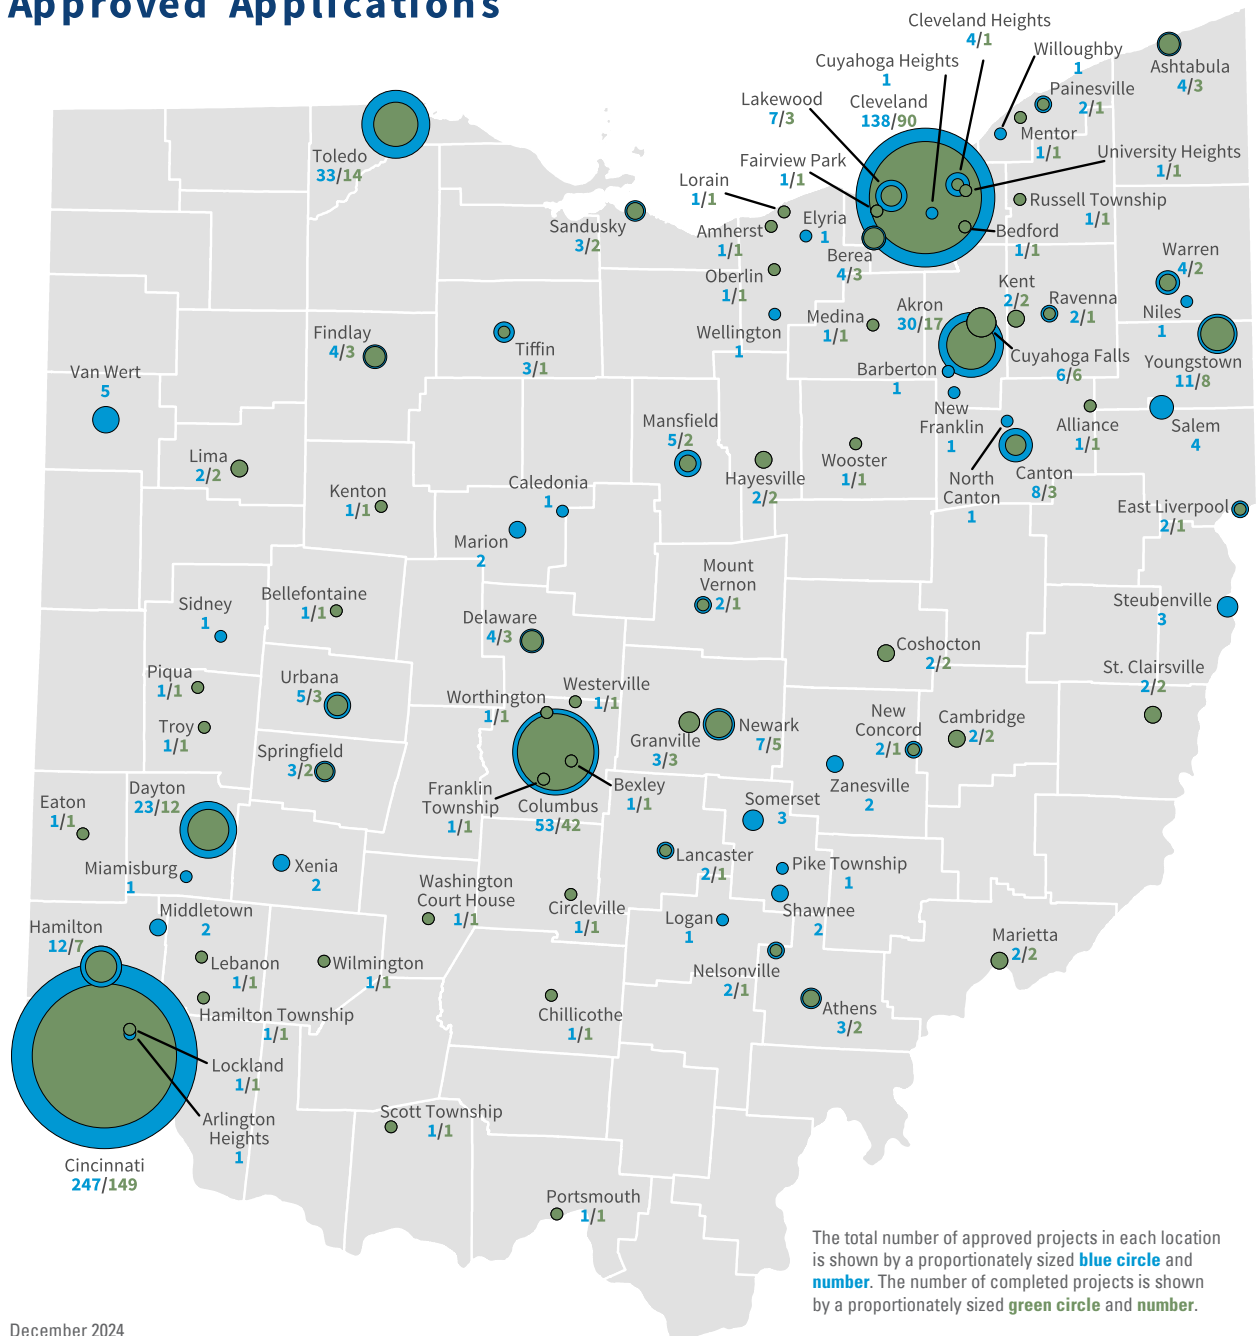 Approved Applications
Cleveland Heights
4/1
Willoughby
1
Ashtabula
4/3
Cuyahoga Heights
1
Painesville
2/1
Lakewood
7/3
Cleveland
138/90
Mentor
1/1
Toledo
33/14
Fairview Park
1/1
University Heights
1/1
Lorain
1/1
Russell Township
1/1
Sandusky
3/2
Amherst
1/1
Elyria
1
Bedford
1/1
Berea
4/3
Warren
4/2
Oberlin
1/1
Kent
2/2
Ravenna
2/1
Niles
1
Wellington
1
Medina
1/1
Akron
30/17
Findlay
4/3
Tiffin
3/1
Cuyahoga Falls
6/6
Youngstown
11/8
Van Wert
5
Barberton
1
New
Franklin
1
Alliance
1/1
Salem
4
Mansfield
5/2
Lima
2/2
Hayesville
2/2
Wooster
1/1
North
Canton
1
Canton
8/3
Kenton
1/1
Caledonia
1
East Liverpool
2/1
Marion
2
Mount
Vernon
2/1
Bellefontaine
1/1
Sidney
1
Steubenville
3
Delaware
4/3
Coshocton
2/2
Piqua
1/1
Urbana
5/3
St. Clairsville
2/2
Worthington
1/1
Westerville
1/1
Troy
1/1
Granville
3/3
Newark
7/5
New
Concord
2/1
Cambridge
2/2
Springfield
3/2
Zanesville
2
Dayton
23/12
Franklin
Township
1/1
Columbus
53/42
Bexley
1/1
Somerset
3
Eaton
1/1
Miamisburg
1
Xenia
2
Lancaster
2/1
Pike Township
1
Washington
Court House
1/1
Circleville
1/1
Middletown
2
Logan
1
Shawnee
2
Hamilton
12/7
Marietta
2/2
Lebanon
1/1
Wilmington
1/1
Nelsonville
2/1
Hamilton Township
1/1
Chillicothe
1/1
Athens
3/2
Lockland
1/1
Arlington
Heights
1
Scott Township
1/1
Cincinnati
247/149
Portsmouth
1/1
The total number of approved projects in each location
is shown by a proportionately sized blue circle and
number. The number of completed projects is shown
by a proportionately sized green circle and number.
December 2024